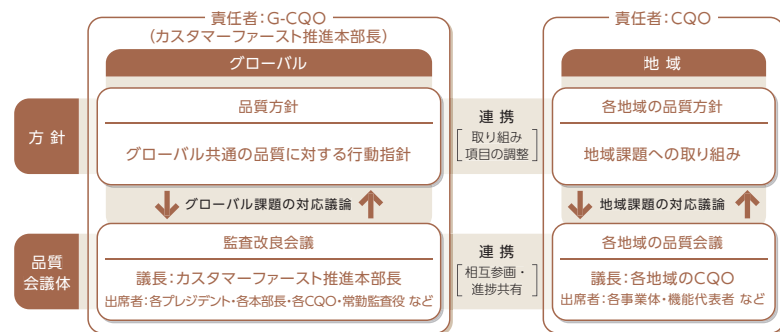 責任者：G-CQO
（カスタマーファースト推進本部長）
グローバル
責任者：CQO
地 域
方 針
品質方針
グローバル共通の品質に対する行動指針
連 携
取り組み
項目の調整
各地域の品質方針
地域課題への取り組み
グローバル課題の対応議論
地域課題の対応議論
品質
会議体
監査改良会議
議長：カスタマーファースト推進本部長
出席者：各プレジデント・各本部長・各CQO・常勤監査役 など
連 携
相互参画・
進捗共有
各地域の品質会議
議長：各地域のCQO
出席者：各事業体・機能代表者 など